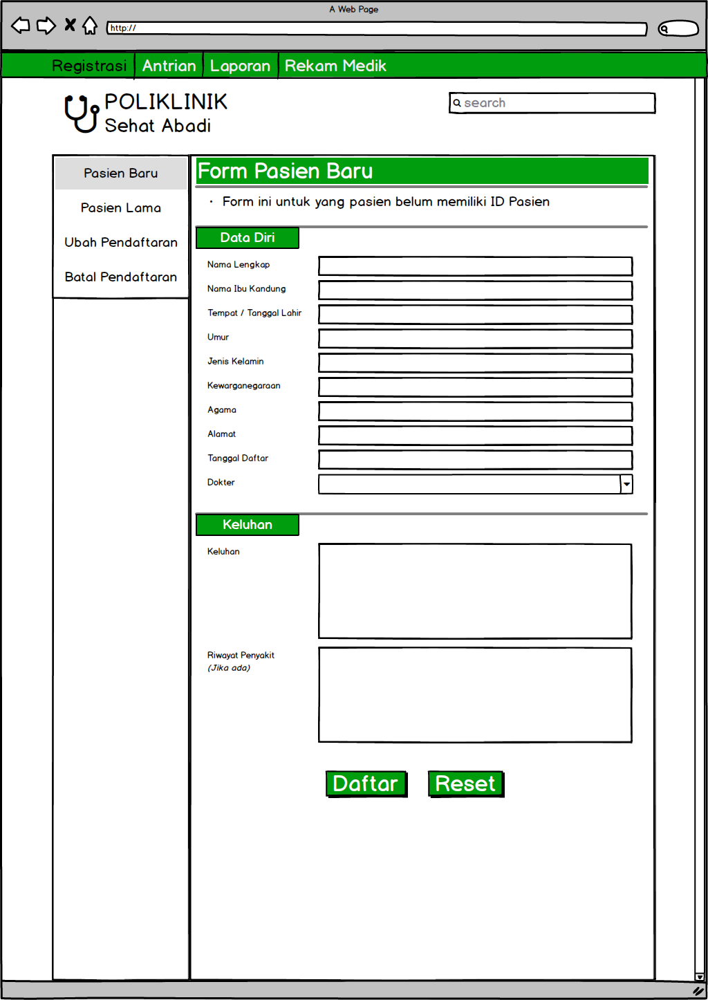 A Web Page
http://
Registrasi
Antrian
Laporan
Rekam Medik
POLIKLINIK
Sehat Abadi
search
Pasien Baru
Pasien Lama
Ubah Pendaftaran
Batal Pendaftaran
Form Pasien Baru
• Form ini untuk yang pasien belum memiliki ID Pasien
Data Diri
Nama Lengkap
Nama Ibu Kandung
Tempat / Tanggal Lahir
Umur
Jenis Kelamin
Kewarganegaraan
Agama
Alamat
Tanggal Daftar
Dokter
Keluhan
Keluhan
Riwayat Penyakit
(Jika ada)
Daftar
Reset